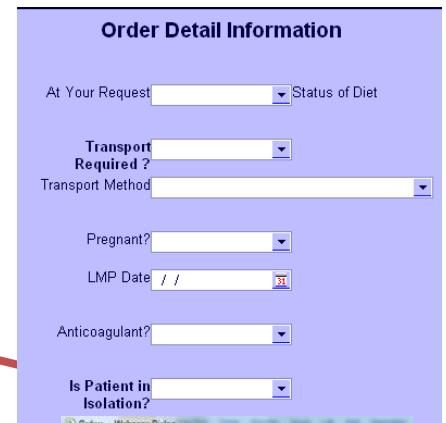 Order Detail Information
At Your Request Status of Diet
Transport
Required ?
Transport Method
Pregnant?
LMP Date / / 31
Anticoagulant?
Is Patient in
Isolation?